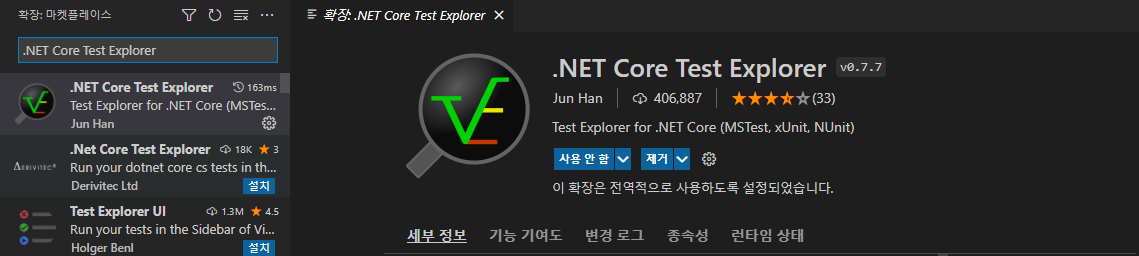 확장: 마켓플레이스
.NET Core Test Explorer
.NET Core Test Explorer 163ms
Test Explorer for .NET Core (MSTes...
Jun Han
.Net Core Test Explorer 18K 3
Run your dotnet core cs tests in th...
Derivitec Ltd 설치
DERIVITEC
Test Explorer UI 1.3M 4.5
Run your tests in the Sidebar of Vi...
Holger Benl 설치
확장: .NET Core Test Explorer
.NET Core Test Explorer v0.7.7
Jun Han 406,887 (33)
Test Explorer for .NET Core (MSTest, xUnit, NUnit)
사용 안 함 제거
이 확장은 전역적으로 사용하도록 설정되었습니다.
세부 정보 기능 기여도 변경 로그 종속성 런타임 상태